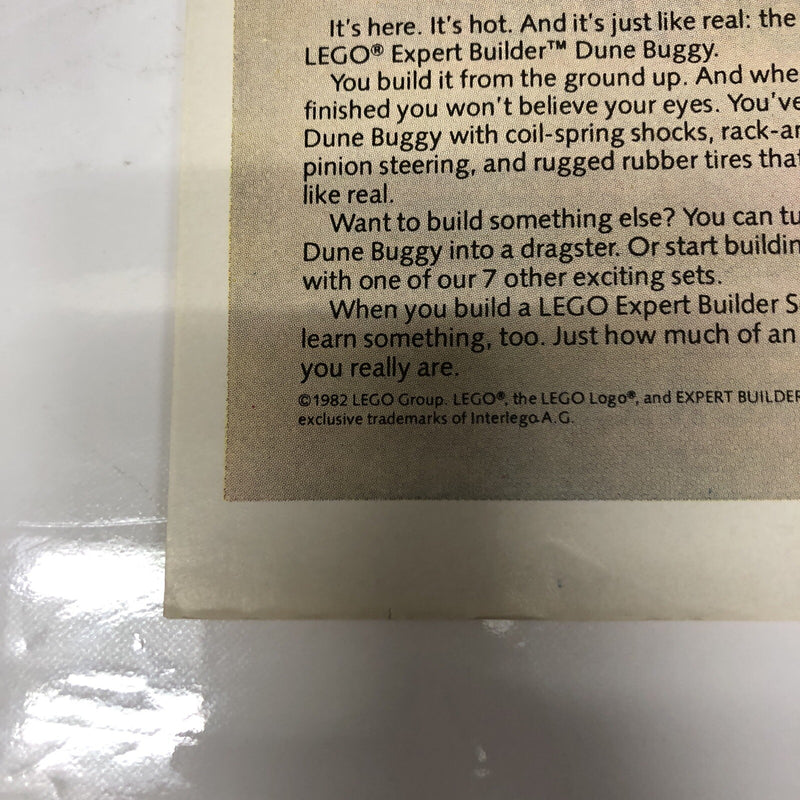 It's here. It's hot. And it's just like real: the
LEGO® Expert Builder™ Dune Buggy.
You build it from the ground up. And whe
finished you won't believe your eyes. You've
Dune Buggy with coil-spring shocks, rack-an
pinion steering, and rugged rubber tires that
like real.
Want to build something else? You can tu
Dune Buggy into a dragster. Or start buildin
with one of our 7 other exciting sets.
When you build a LEGO Expert Builder S
learn something, too. Just how much of an
you really are.
©1982 LEGO Group. LEGO®, the LEGO Logo®, and EXPERT BUILDER
exclusive trademarks of Interlego A.G.